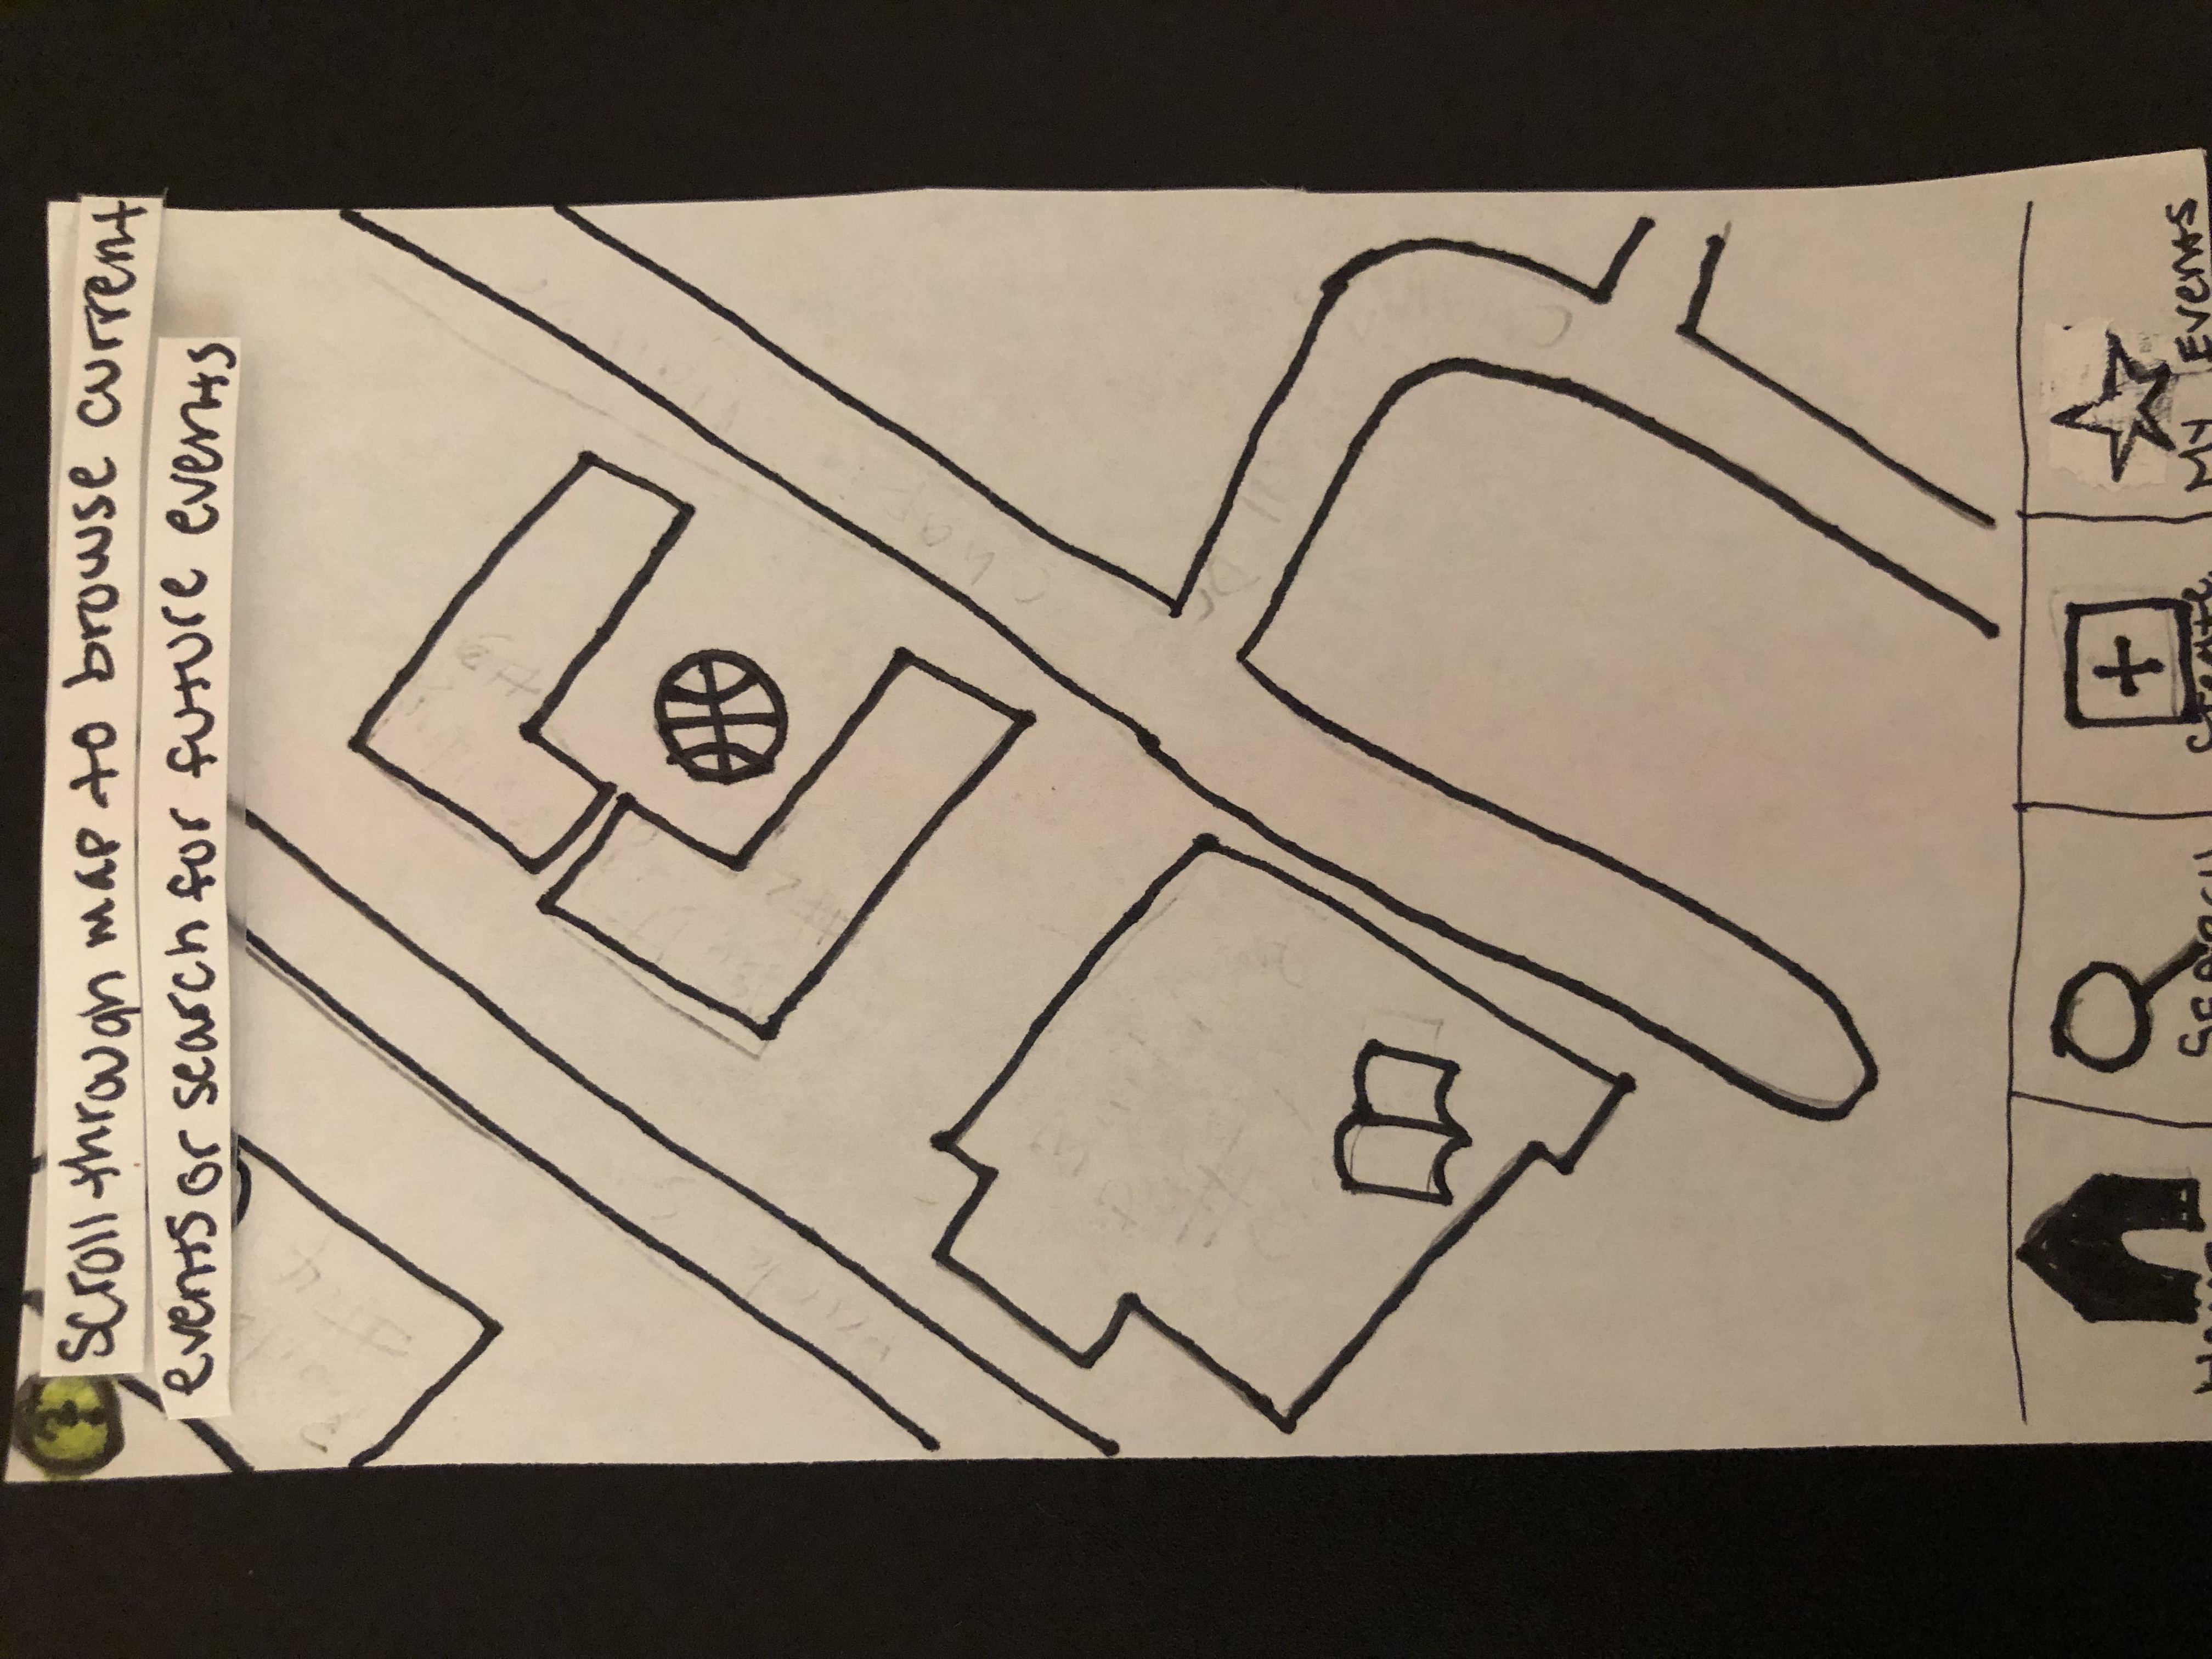 ?
scroll through map to browse current
events or search for future events
Home
Search
Create
My Events